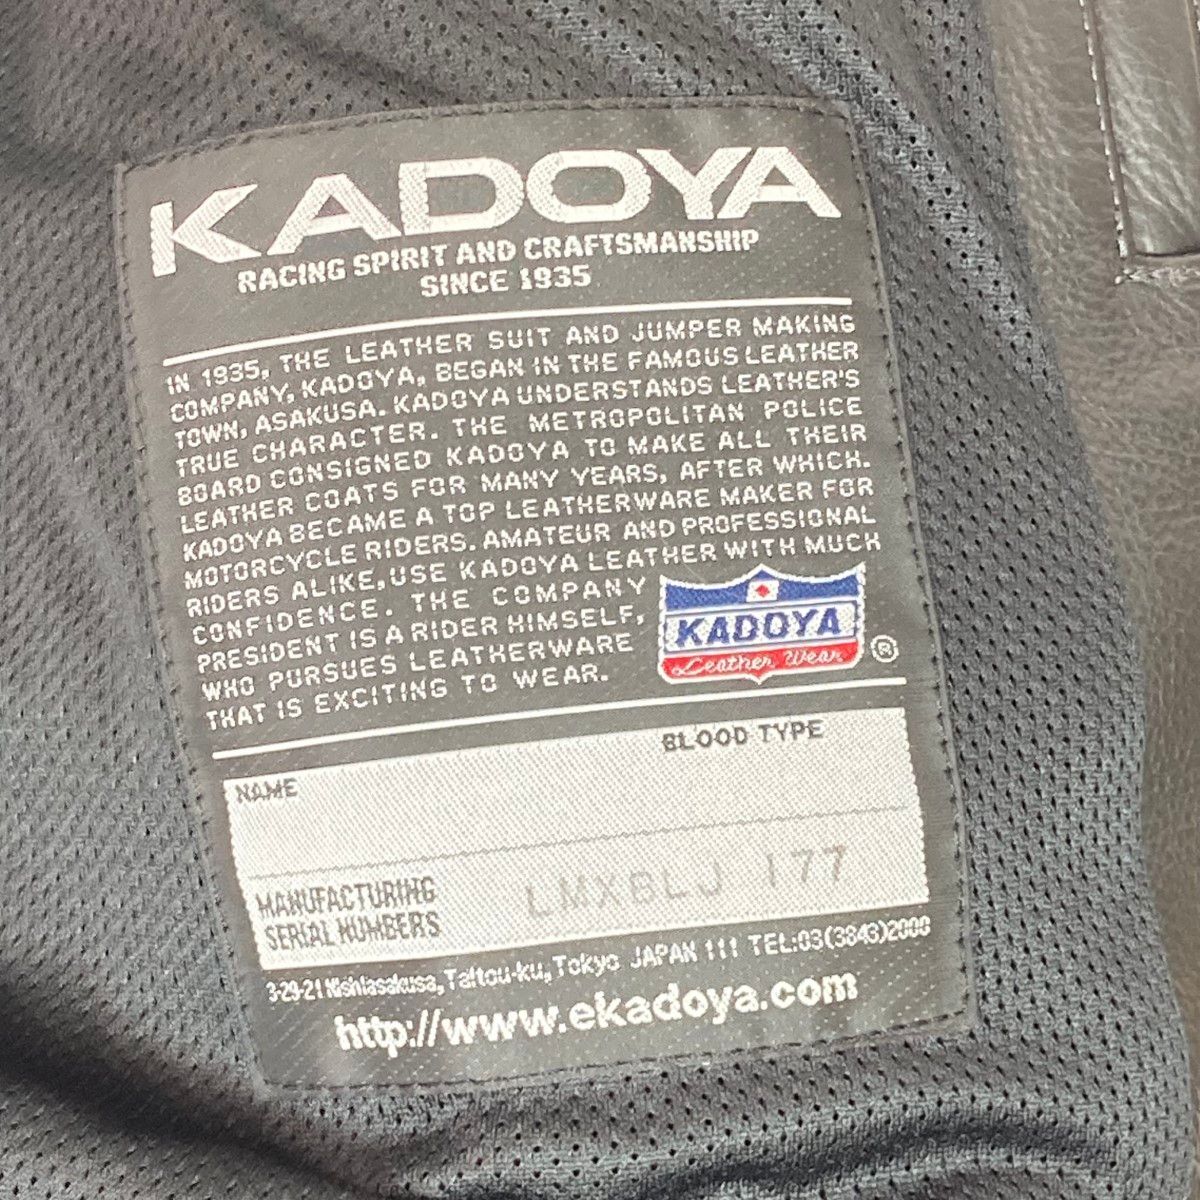 KADOYA
RACING SPIRIT AND CRAFTSMANSHIP
SINCE 1935
IN 1935, THE LEATHER SUIT AND JUMPER MAKING
COMPANY, KADOYA, BEGAN IN THE FAMOUS LEATHER
TOWN, ASAKUSA. KADOYA UNDERSTANDS LEATHER'S
TRUE CHARACTER. THE METROPOLITAN POLICE
BOARD CONSIGNED KADOYA TO MAKE ALL THEIR
LEATHER COATS FOR MANY YEARS, AFTER WHICH.
KADOYA BECAME A TOP LEATHERWARE MAKER FOR
MOTORCYCLE RIDERS. AMATEUR AND PROFESSIONAL
RIDERS ALIKE, USE KADOYA LEATHER WITH MUCH
CONFIDENCE. THE COMPANY
PRESIDENT IS A RIDER HIMSELF,
WHO PURSUES LEATHERWARE
THAT IS EXCITING TO WEAR.
KADOYA
Leather Wear
®
NAME
BLOOD TYPE
MANUFACTURING
SERIAL NUMBERS
LMXBLJ 177
3-29-21 Nishiasakusa, Taitou-ku, Tokyo JAPAN 111 TEL:03(3843)2000
http://www.ekadoya.com